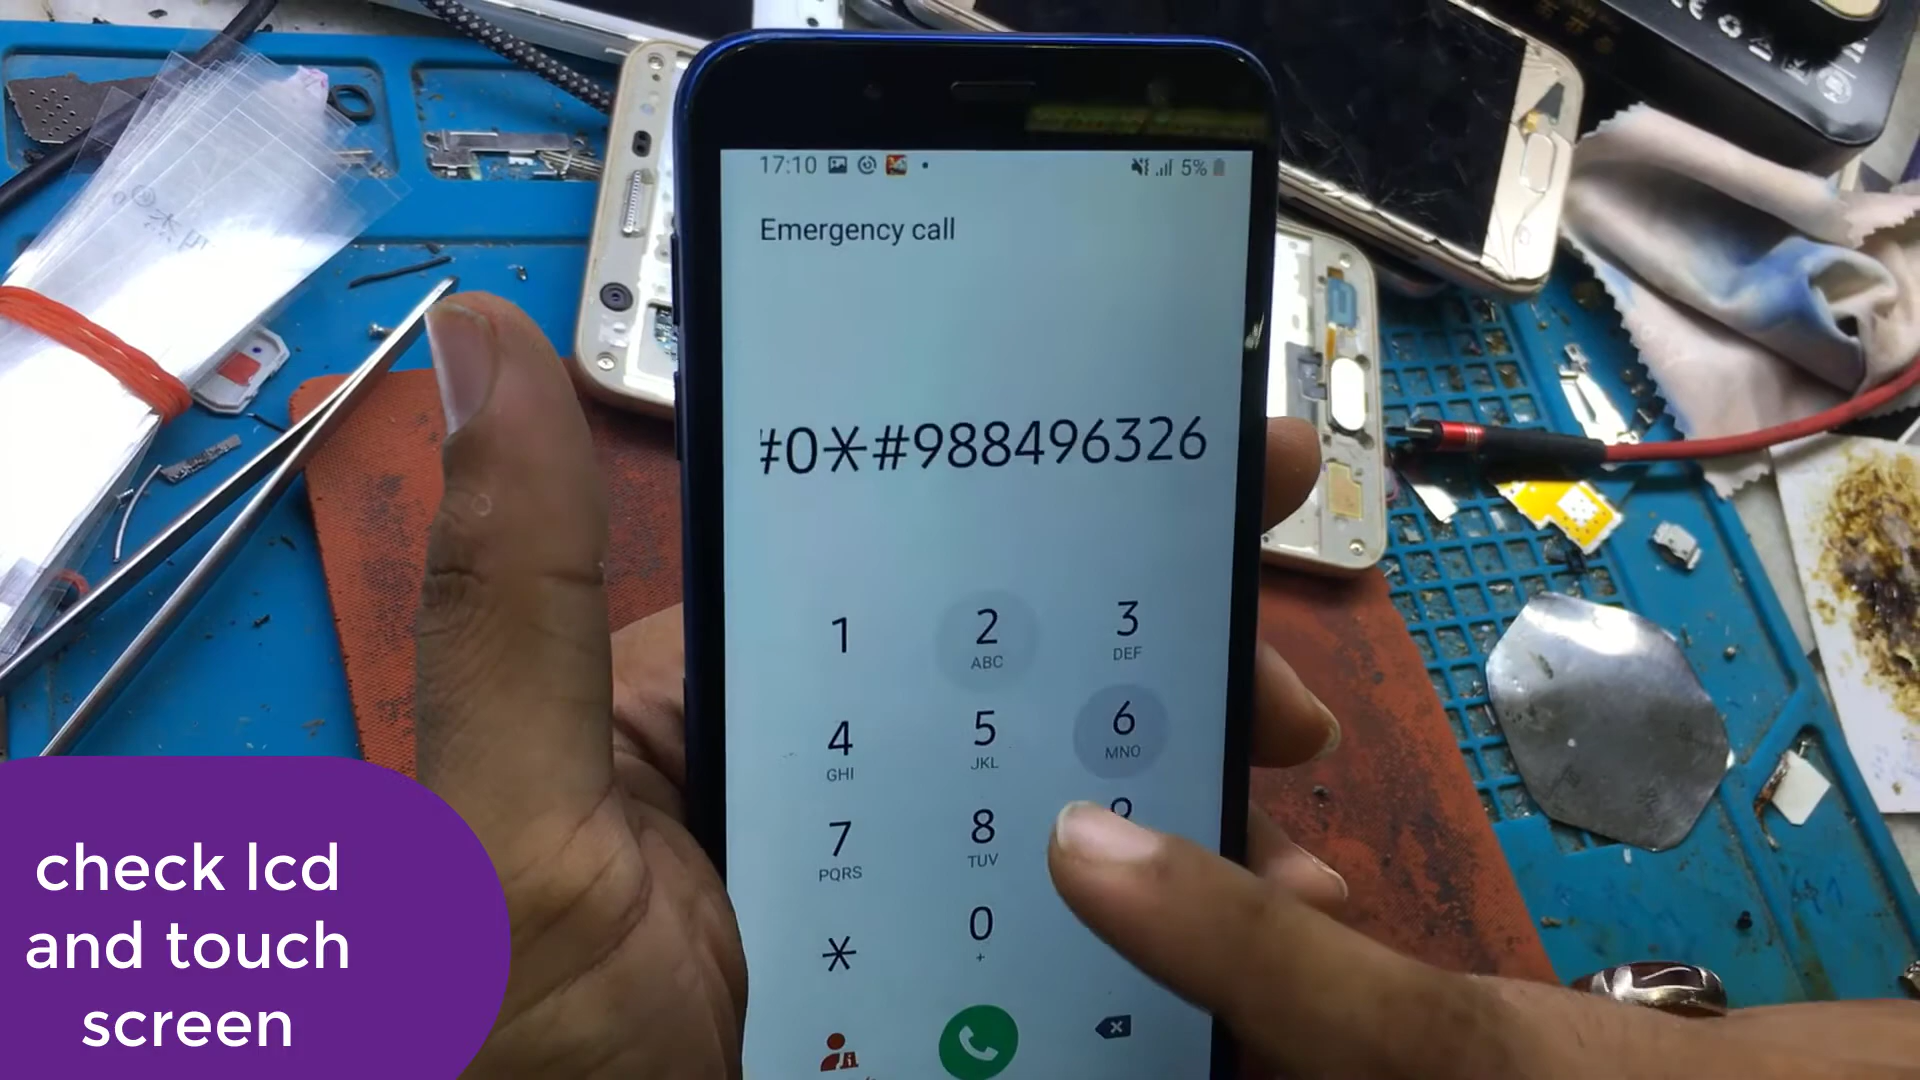 17:10
5%
Emergency call
#0*#988496326
1
2
ABC
3
DEF
4
GHI
5
JKL
6
MNO
7
PQRS
8
TUV
9
*
0
+
check lcd
and touch
screen